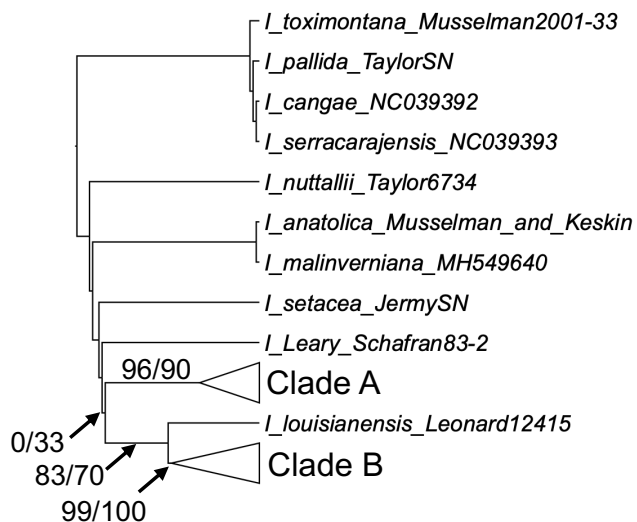 I_toximontana_Musselman2001-33
I_pallida_TaylorSN
I_cangae_NC039392
I_serracarajensis_NC039393
I_nuttallii_Taylor6734
I_anatolica_Musselman_and_Keskin
I_malinverniana_MH549640
I_setacea_JermySN
I_Leary_Schafran83-2
96/90
Clade A
I_louisianensis_Leonard12415
0/33
Clade B
83/70
99/100